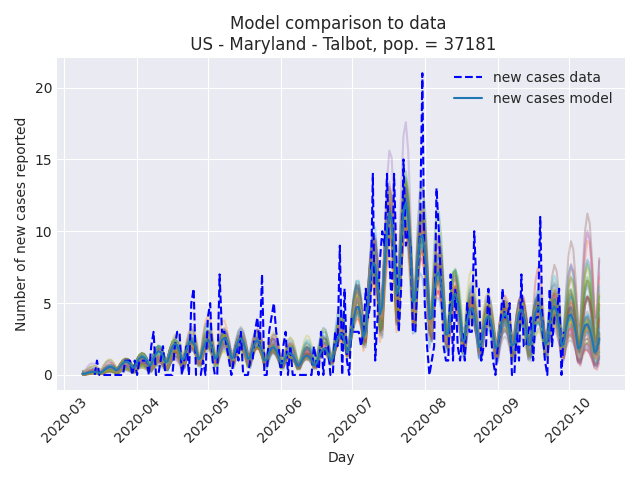 Model comparison to data
US - Maryland - Talbot, pop. = 37181
new cases data
new cases model
Number of new cases reported
20
15
10
5
0
2020-03
2020-04
2020-05
2020-06
2020-07
2020-08
2020-09
2020-10
Day